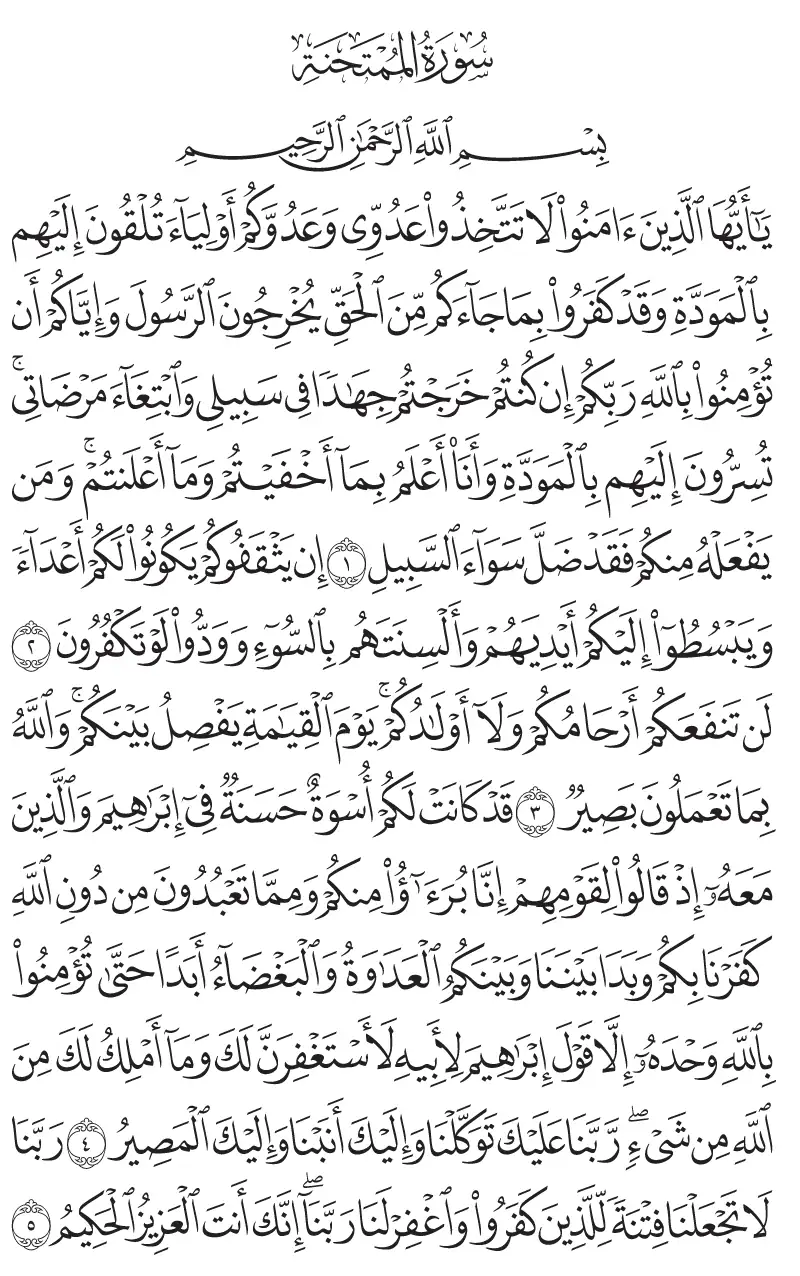 سُورَةُ المُمْتَحَنَةِ
بِسْمِ ٱللَّهِ ٱلرَّحْمَٰنِ ٱلرَّحِيمِ
يَٰٓأَيُّهَا ٱلَّذِينَ ءَامَنُوا۟ لَا تَتَّخِذُوا۟ عَدُوِّى وَعَدُوَّكُمْ أَوْلِيَآءَ تُلْقُونَ إِلَيْهِم
بِٱلْمَوَدَّةِ وَقَدْ كَفَرُوا۟ بِمَا جَآءَكُم مِّنَ ٱلْحَقِّ يُخْرِجُونَ ٱلرَّسُولَ وَإِيَّاكُمْ أَن
تُؤْمِنُوا۟ بِٱللَّهِ رَبِّكُمْ إِن كُنتُمْ خَرَجْتُمْ جِهَٰدًا فِى سَبِيلِى وَٱبْتِغَآءَ مَرْضَاتِى ۚ
تُسِرُّونَ إِلَيْهِم بِٱلْمَوَدَّةِ وَأَنَا۠ أَعْلَمُ بِمَآ أَخْفَيْتُمْ وَمَآ أَعْلَنتُمْ ۚ وَمَن
يَفْعَلْهُ مِنكُمْ فَقَدْ ضَلَّ سَوَآءَ ٱلسَّبِيلِ ١ إِن يَثْقَفُوكُمْ يَكُونُوا۟ لَكُمْ أَعْدَآءً
وَيَبْسُطُوٓا۟ إِلَيْكُمْ أَيْدِيَهُمْ وَأَلْسِنَتَهُم بِٱلسُّوٓءِ وَوَدُّوا۟ لَوْ تَكْفُرُونَ ٢
لَن تَنفَعَكُمْ أَرْحَامُكُمْ وَلَآ أَوْلَٰدُكُمْ ۚ يَوْمَ ٱلْقِيَٰمَةِ يَفْصِلُ بَيْنَكُمْ ۚ وَٱللَّهُ
بِمَا تَعْمَلُونَ بَصِيرٌ ٣ قَدْ كَانَتْ لَكُمْ أُسْوَةٌ حَسَنَةٌ فِىٓ إِبْرَٰهِيمَ وَٱلَّذِينَ
مَعَهُۥٓ إِذْ قَالُوا۟ لِقَوْمِهِمْ إِنَّا بُرَءَٰٓؤُا۟ مِنكُمْ وَمِمَّا تَعْبُدُونَ مِن دُونِ ٱللَّهِ
كَفَرْنَا بِكُمْ وَبَدَا بَيْنَنَا وَبَيْنَكُمُ ٱلْعَدَٰوَةُ وَٱلْبَغْضَآءُ أَبَدًا حَتَّىٰ تُؤْمِنُوا۟
بِٱللَّهِ وَحْدَهُۥٓ إِلَّا قَوْلَ إِبْرَٰهِيمَ لِأَبِيهِ لَأَسْتَغْفِرَنَّ لَكَ وَمَآ أَمْلِكُ لَكَ مِنَ
ٱللَّهِ مِن شَىْءٍ ۖ رَّبَّنَا عَلَيْكَ تَوَكَّلْنَا وَإِلَيْكَ أَنَبْنَا وَإِلَيْكَ ٱلْمَصِيرُ ٤ رَبَّنَا
لَا تَجْعَلْنَا فِتْنَةً لِّلَّذِينَ كَفَرُوا۟ وَٱغْفِرْ لَنَا رَبَّنَآ ۖ إِنَّكَ أَنتَ ٱلْعَزِيزُ ٱلْحَكِيمُ ٥